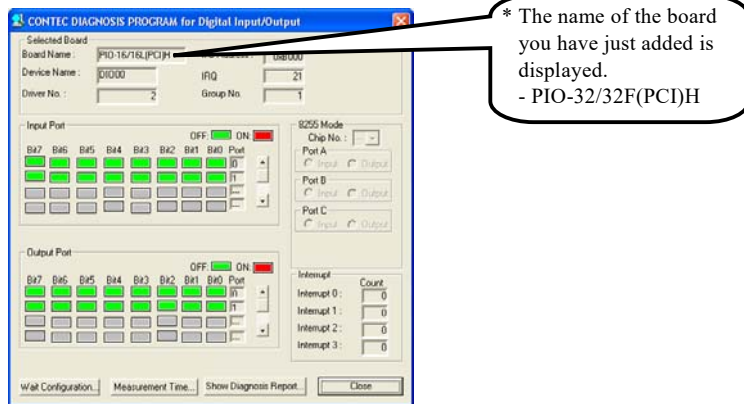 CONTEC DIAGNOSIS PROGRAM for Digital Input/Output
* The name of the board
you have just added is
displayed.
- PIO-32/32F(PCI)H
Selected Board
Board Name : PIO-16/16L(PCI)H
Device Name : DIO00 IRQ 21
Driver No. : 2 Group No. 1
Input Port
OFF: ON:
Bit7 Bit6 Bit5 Bit4 Bit3 Bit2 Bit1 Bit0 Port
0
1
---
---
8255 Mode
Chip No. : --
Port A
Input Output
Port B
Input Output
Port C
Input Output
Output Port
OFF: ON:
Bit7 Bit6 Bit5 Bit4 Bit3 Bit2 Bit1 Bit0 Port
0
1
---
---
Interrupt
Count
Interrupt 0 : 0
Interrupt 1 : 0
Interrupt 2 : 0
Interrupt 3 : 0
Wait Configuration... Measurement Time... Show Diagnosis Report... Close